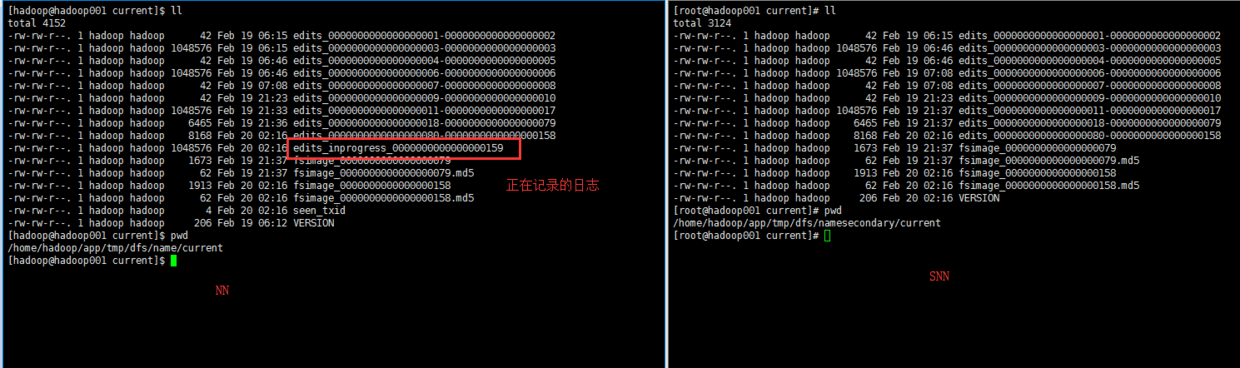 [hadoop@hadoop001 current]$ ll
total 4152
-rw-rw-r--. 1 hadoop hadoop      42 Feb 19 06:15 edits_0000000000000000001-0000000000000000002
-rw-rw-r--. 1 hadoop hadoop 1048576 Feb 19 06:15 edits_0000000000000000003-0000000000000000003
-rw-rw-r--. 1 hadoop hadoop      42 Feb 19 06:46 edits_0000000000000000004-0000000000000000005
-rw-rw-r--. 1 hadoop hadoop 1048576 Feb 19 06:46 edits_0000000000000000006-0000000000000000006
-rw-rw-r--. 1 hadoop hadoop      42 Feb 19 07:08 edits_0000000000000000007-0000000000000000008
-rw-rw-r--. 1 hadoop hadoop      42 Feb 19 21:23 edits_0000000000000000009-0000000000000000010
-rw-rw-r--. 1 hadoop hadoop 1048576 Feb 19 21:33 edits_0000000000000000011-0000000000000000017
-rw-rw-r--. 1 hadoop hadoop    6465 Feb 19 21:36 edits_0000000000000000018-0000000000000000079
-rw-rw-r--. 1 hadoop hadoop    8168 Feb 20 02:16 edits_0000000000000000080-0000000000000000158
-rw-rw-r--. 1 hadoop hadoop 1048576 Feb 20 02:16 edits_inprogress_0000000000000000159
-rw-rw-r--. 1 hadoop hadoop    1673 Feb 19 21:37 fsimage_0000000000000000079
-rw-rw-r--. 1 hadoop hadoop      62 Feb 19 21:37 fsimage_0000000000000000079.md5
-rw-rw-r--. 1 hadoop hadoop    1913 Feb 20 02:16 fsimage_0000000000000000158
-rw-rw-r--. 1 hadoop hadoop      62 Feb 20 02:16 fsimage_0000000000000000158.md5
-rw-rw-r--. 1 hadoop hadoop       4 Feb 20 02:16 seen_txid
-rw-rw-r--. 1 hadoop hadoop     206 Feb 19 06:12 VERSION
[hadoop@hadoop001 current]$ pwd
/home/hadoop/app/tmp/dfs/name/current
[hadoop@hadoop001 current]$
正在记录的日志
NN
[root@hadoop001 current]# ll
total 3124
-rw-rw-r--. 1 hadoop hadoop      42 Feb 19 06:15 edits_0000000000000000001-0000000000000000002
-rw-rw-r--. 1 hadoop hadoop 1048576 Feb 19 06:46 edits_0000000000000000003-0000000000000000003
-rw-rw-r--. 1 hadoop hadoop      42 Feb 19 06:46 edits_0000000000000000004-0000000000000000005
-rw-rw-r--. 1 hadoop hadoop 1048576 Feb 19 07:08 edits_0000000000000000006-0000000000000000006
-rw-rw-r--. 1 hadoop hadoop      42 Feb 19 07:08 edits_0000000000000000007-0000000000000000008
-rw-rw-r--. 1 hadoop hadoop      42 Feb 19 21:23 edits_0000000000000000009-0000000000000000010
-rw-rw-r--. 1 hadoop hadoop 1048576 Feb 19 21:37 edits_0000000000000000011-0000000000000000017
-rw-rw-r--. 1 hadoop hadoop    6465 Feb 19 21:37 edits_0000000000000000018-0000000000000000079
-rw-rw-r--. 1 hadoop hadoop    8168 Feb 20 02:16 edits_0000000000000000080-0000000000000000158
-rw-rw-r--. 1 hadoop hadoop    1673 Feb 19 21:37 fsimage_0000000000000000079
-rw-rw-r--. 1 hadoop hadoop      62 Feb 19 21:37 fsimage_0000000000000000079.md5
-rw-rw-r--. 1 hadoop hadoop    1913 Feb 20 02:16 fsimage_0000000000000000158
-rw-rw-r--. 1 hadoop hadoop      62 Feb 20 02:16 fsimage_0000000000000000158.md5
-rw-rw-r--. 1 hadoop hadoop     206 Feb 20 02:16 VERSION
[root@hadoop001 current]# pwd
/home/hadoop/app/tmp/dfs/namesecondary/current
[root@hadoop001 current]#
SNN